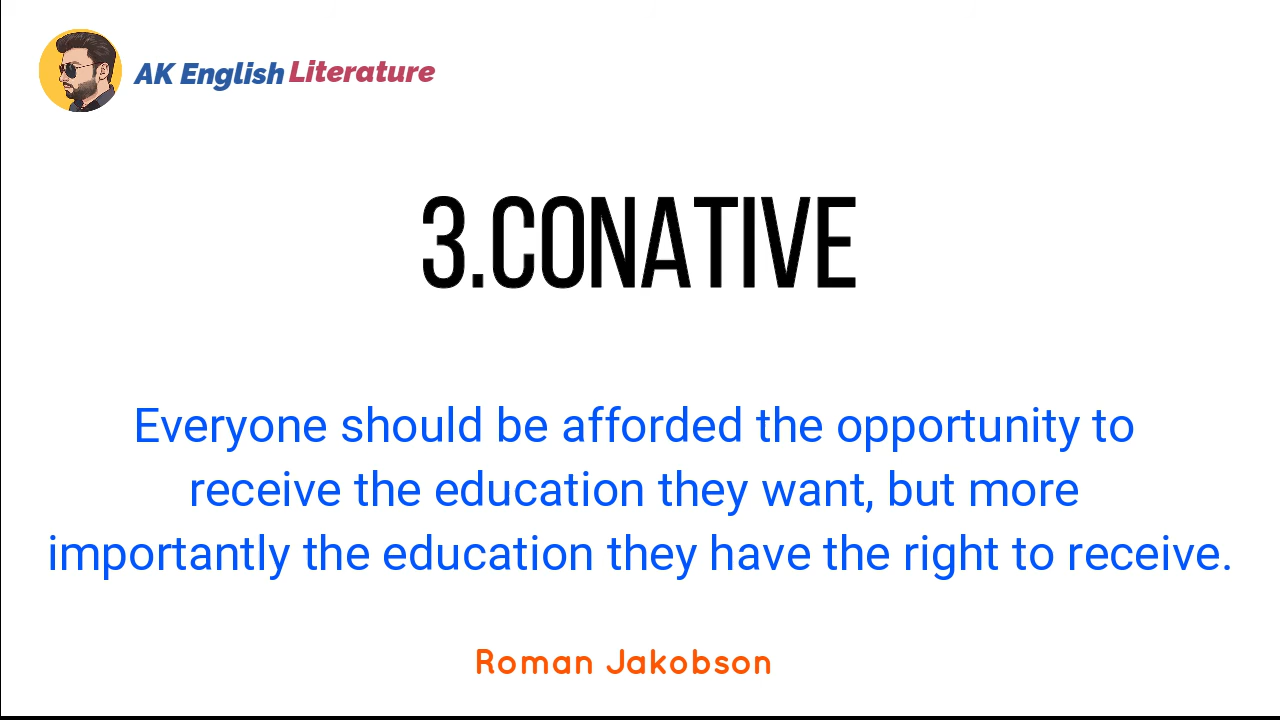 AK English Literature
3.CONATIVE
Everyone should be afforded the opportunity to
receive the education they want, but more
importantly the education they have the right to receive.
Roman Jakobson